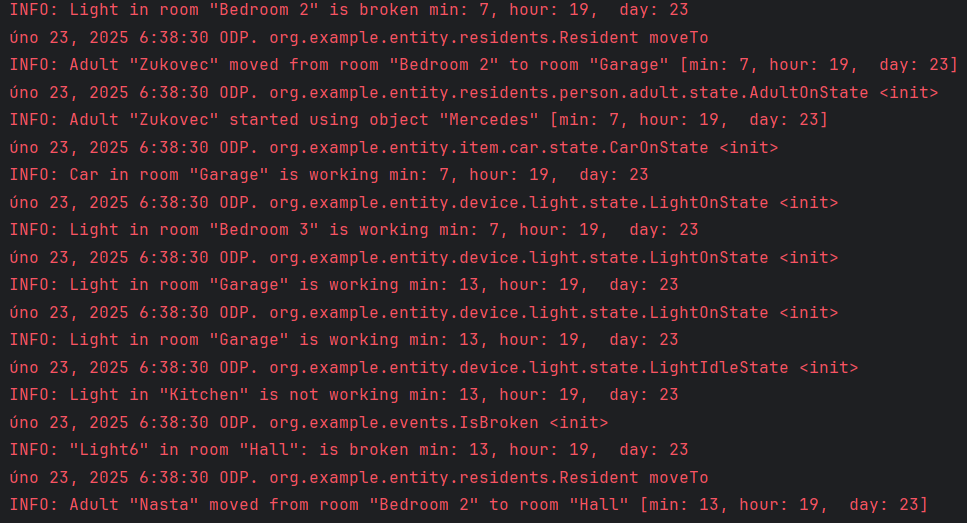 INFO: Light in room "Bedroom 2" is broken min: 7, hour: 19,  day: 23
úno 23, 2025 6:38:30 ODP. org.example.entity.residents.Resident moveTo
INFO: Adult "Zukovec" moved from room "Bedroom 2" to room "Garage" [min: 7, hour: 19,  day: 23]
úno 23, 2025 6:38:30 ODP. org.example.entity.residents.person.adult.state.AdultOnState <init>
INFO: Adult "Zukovec" started using object "Mercedes" [min: 7, hour: 19,  day: 23]
úno 23, 2025 6:38:30 ODP. org.example.entity.item.car.state.CarOnState <init>
INFO: Car in room "Garage" is working min: 7, hour: 19,  day: 23
úno 23, 2025 6:38:30 ODP. org.example.entity.device.light.state.LightOnState <init>
INFO: Light in room "Bedroom 3" is working min: 7, hour: 19,  day: 23
úno 23, 2025 6:38:30 ODP. org.example.entity.device.light.state.LightOnState <init>
INFO: Light in room "Garage" is working min: 13, hour: 19,  day: 23
úno 23, 2025 6:38:30 ODP. org.example.entity.device.light.state.LightOnState <init>
INFO: Light in room "Garage" is working min: 13, hour: 19,  day: 23
úno 23, 2025 6:38:30 ODP. org.example.entity.device.light.state.LightIdleState <init>
INFO: Light in "Kitchen" is not working min: 13, hour: 19,  day: 23
úno 23, 2025 6:38:30 ODP. org.example.events.IsBroken <init>
INFO: "Light6" in room "Hall": is broken min: 13, hour: 19,  day: 23
úno 23, 2025 6:38:30 ODP. org.example.entity.residents.Resident moveTo
INFO: Adult "Nasta" moved from room "Bedroom 2" to room "Hall" [min: 13, hour: 19,  day: 23]